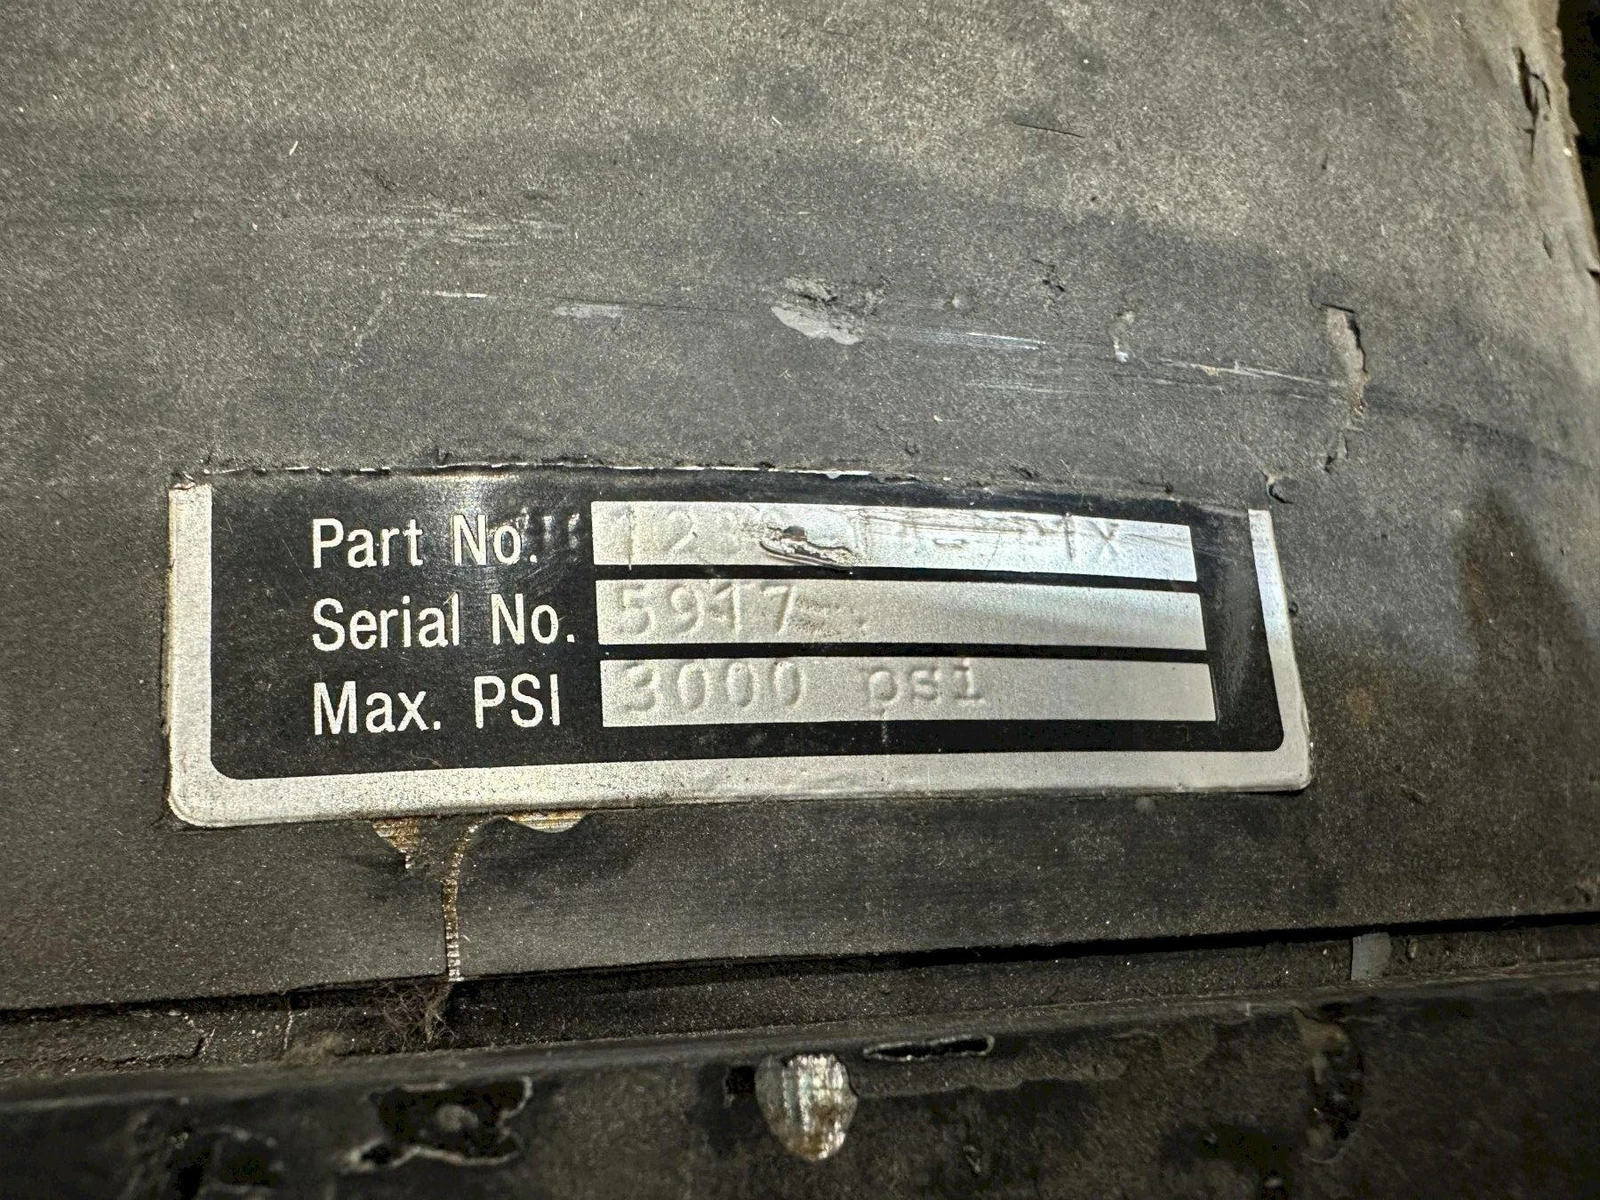 Part No.
Serial No. 5917
Max. PSI 3000 psi